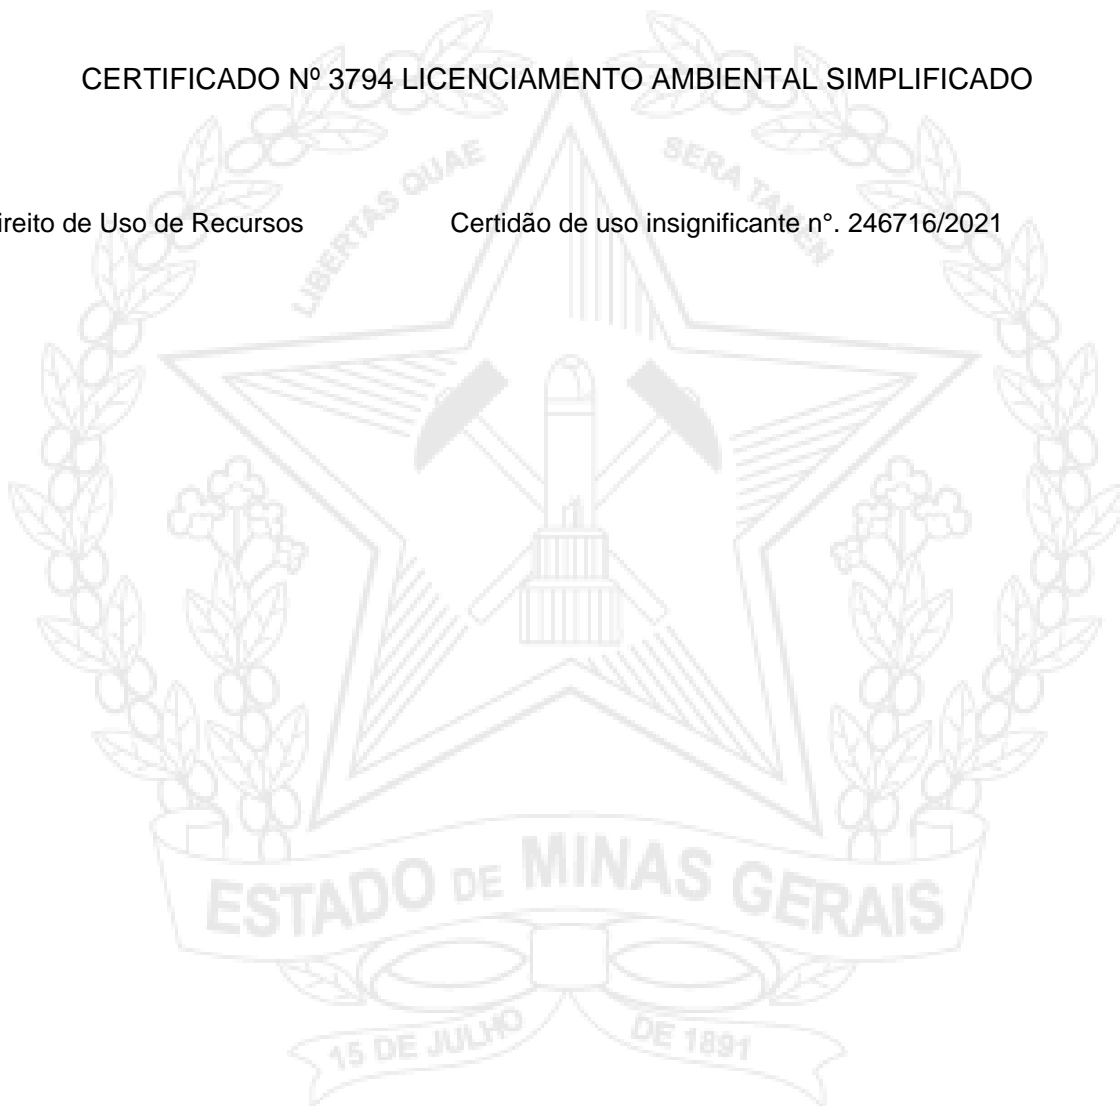 CERTIFICADO Nº 3794 LICENCIAMENTO AMBIENTAL SIMPLIFICADO
ireito de Uso de Recursos Certidão de uso insignificante n°. 246716/2021
LIBERTAS QUAE SERA TAMEN
ESTADO DE MINAS GERAIS
15 DE JULHO DE 1891